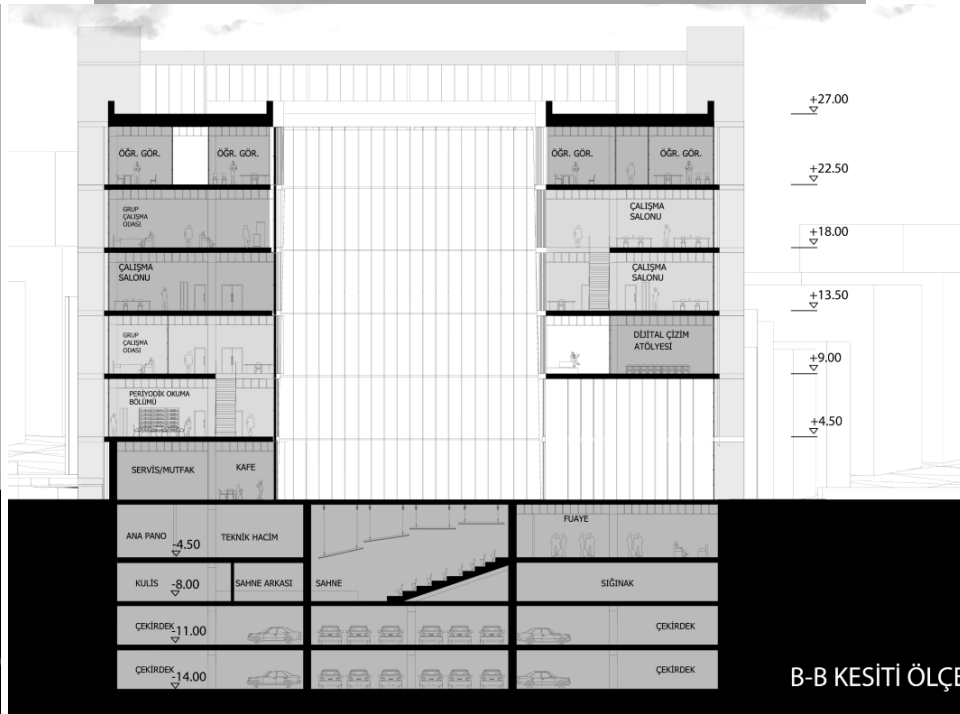 +27.00
ÖĞR. GÖR.
ÖĞR. GÖR.
ÖĞR. GÖR.
ÖĞR. GÖR.
+22.50
GRUP
ÇALIŞMA
ODASI
ÇALIŞMA
SALONU
+18.00
ÇALIŞMA
SALONU
ÇALIŞMA
SALONU
+13.50
GRUP
ÇALIŞMA
ODASI
DİJİTAL ÇİZİM
ATÖLYESİ
+9.00
PERİYODİK OKUMA
BÖLÜMÜ
+4.50
SERVİS/MUTFAK
KAFE
ANA PANO
-4.50
TEKNİK HACİM
FUAYE
KULİS
-8.00
SAHNE ARKASI
SAHNE
SIĞINAK
ÇEKİRDEK
-11.00
ÇEKİRDEK
ÇEKİRDEK
-14.00
ÇEKİRDEK
B-B KESİTİ ÖLÇE